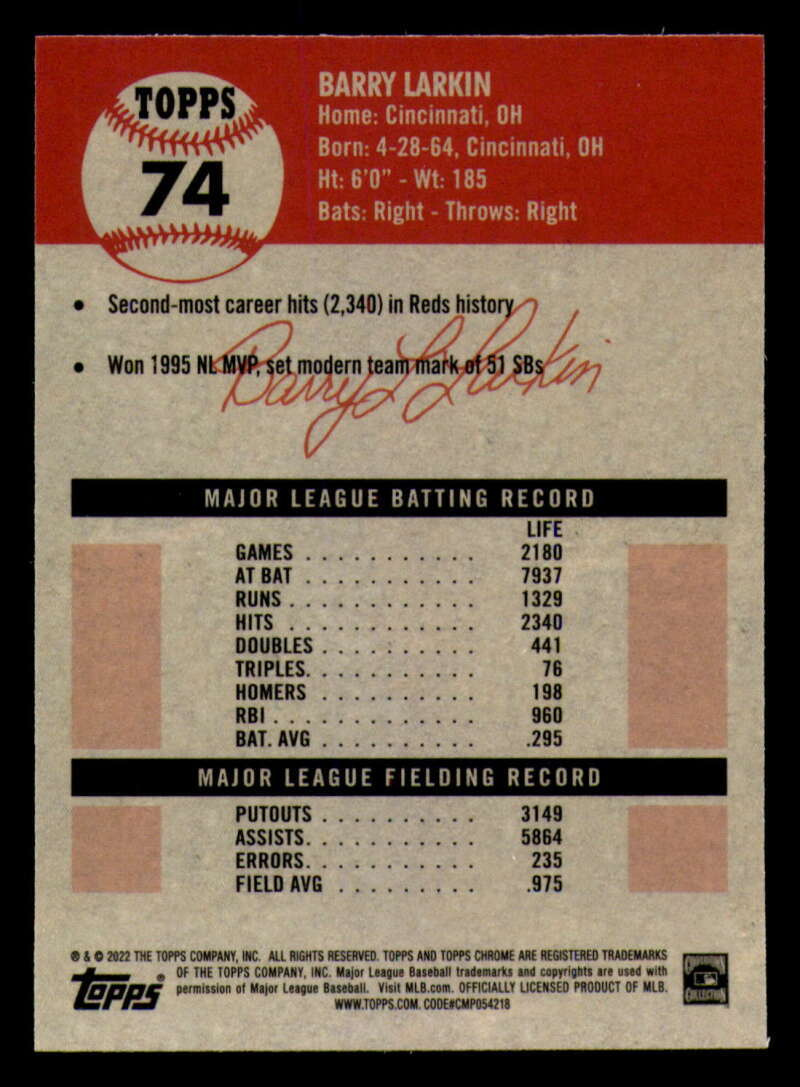 TOPPS
74
BARRY LARKIN
Home: Cincinnati, OH
Born: 4-28-64, Cincinnati, OH
Ht: 6'0" - Wt: 185
Bats: Right - Throws: Right
• Second-most career hits (2,340) in Reds history
• Won 1995 NL MVP, set modern team mark of 51 SBs
Barry L Larkin
MAJOR LEAGUE BATTING RECORD
LIFE
GAMES . . . . . . . . . . . 2180
AT BAT . . . . . . . . . . . 7937
RUNS . . . . . . . . . . . . 1329
HITS . . . . . . . . . . . . 2340
DOUBLES . . . . . . . . . . 441
TRIPLES. . . . . . . . . . . 76
HOMERS . . . . . . . . . . 198
RBI . . . . . . . . . . . . . 960
BAT. AVG . . . . . . . . . . .295
MAJOR LEAGUE FIELDING RECORD
PUTOUTS . . . . . . . . . . 3149
ASSISTS. . . . . . . . . . . 5864
ERRORS. . . . . . . . . . . 235
FIELD AVG . . . . . . . . . .975
® & © 2022 THE TOPPS COMPANY, INC. ALL RIGHTS RESERVED. TOPPS AND TOPPS CHROME ARE REGISTERED TRADEMARKS
OF THE TOPPS COMPANY, INC. Major League Baseball trademarks and copyrights are used with
permission of Major League Baseball. Visit MLB.com. OFFICIALLY LICENSED PRODUCT OF MLB.
WWW.TOPPS.COM. CODE#CMP054218
Topps®
COOPERSTOWN
COLLECTION